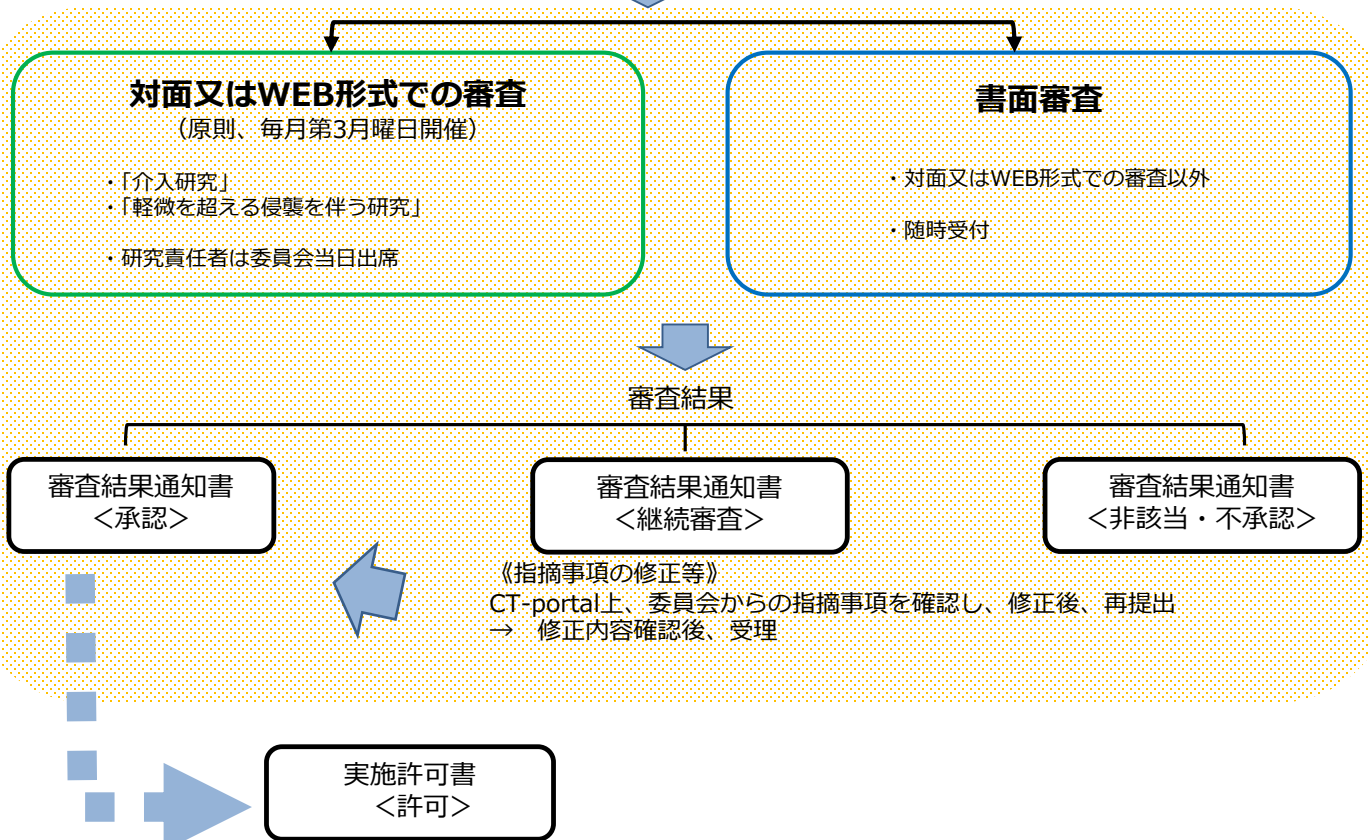 対面又はWEB形式での審査
（原則、毎月第3月曜日開催）
・「介入研究」
・「軽微を超える侵襲を伴う研究」
・研究責任者は委員会当日出席
書面審査
・対面又はWEB形式での審査以外
・随時受付
審査結果
審査結果通知書
＜承認＞
審査結果通知書
＜継続審査＞
審査結果通知書
＜非該当・不承認＞
《指摘事項の修正等》
CT-portal上、委員会からの指摘事項を確認し、修正後、再提出
→　修正内容確認後、受理
実施許可書
＜許可＞